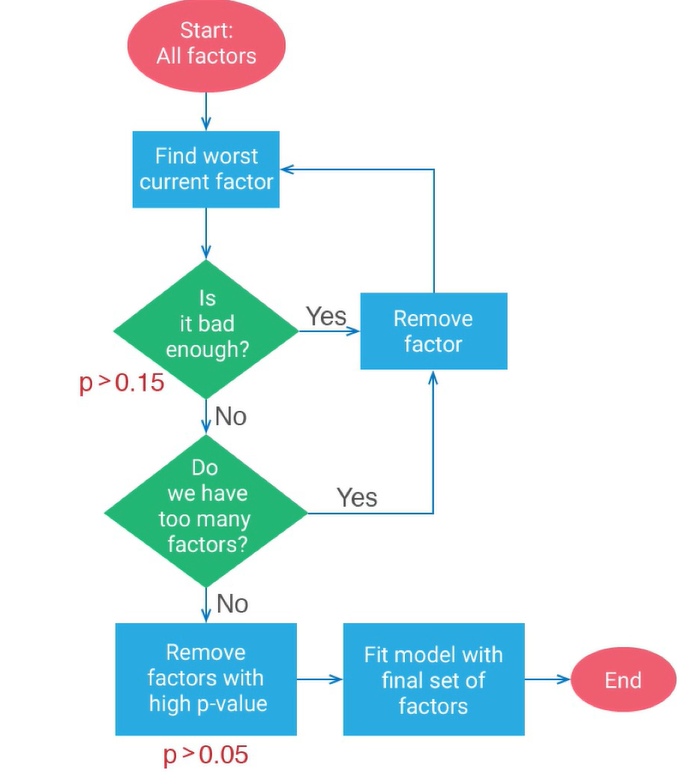 Start:
All factors
Find worst
current factor
Is
it bad
enough?
Yes
Remove
factor
p>0.15
No
Do
we have
too many
factors?
Yes
No
Remove
factors with
high p-value
Fit model with
final set of
factors
End
p>0.05